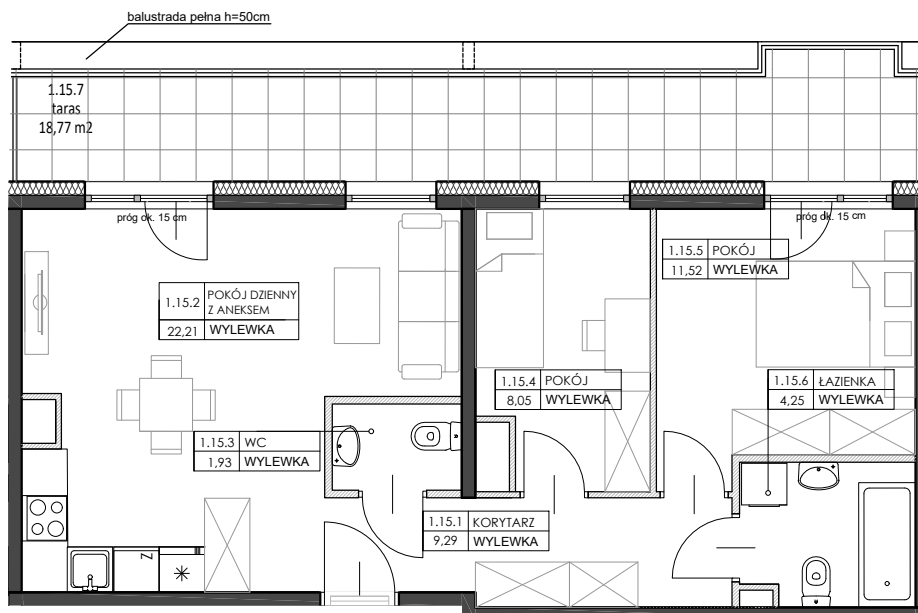 balustrada pełna h=50cm
1.15.7
taras
18,77 m2
próg ok. 15 cm
próg ok. 15 cm
1.15.5 POKÓJ
11,52 WYLEWKA
1.15.2 POKÓJ DZIENNY
Z ANEKSEM
22,21 WYLEWKA
1.15.4 POKÓJ
8,05 WYLEWKA
1.15.6 ŁAZIENKA
4,25 WYLEWKA
1.15.3 WC
1,93 WYLEWKA
1.15.1 KORYTARZ
9,29 WYLEWKA
Z